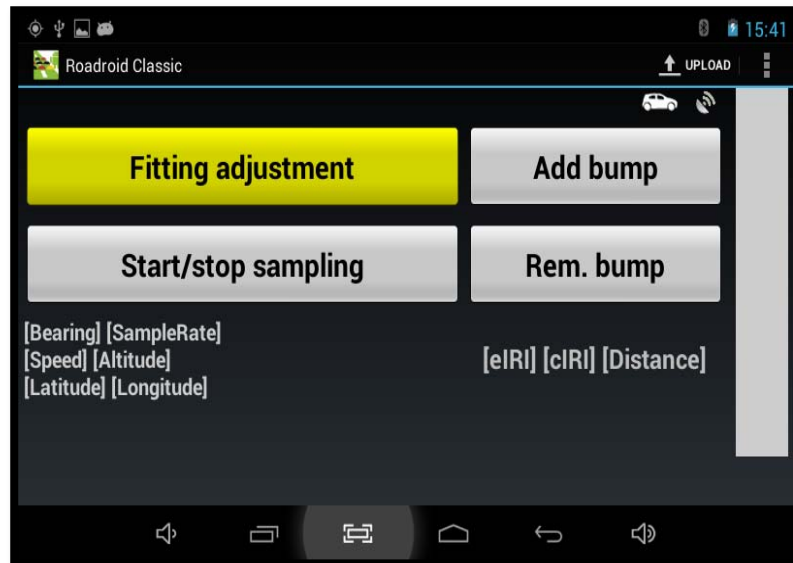 15:41
Roadroid Classic
UPLOAD
Fitting adjustment
Add bump
Start/stop sampling
Rem. bump
[Bearing] [SampleRate]
[Speed] [Altitude]
[Latitude] [Longitude]
[eIRI] [cIRI] [Distance]